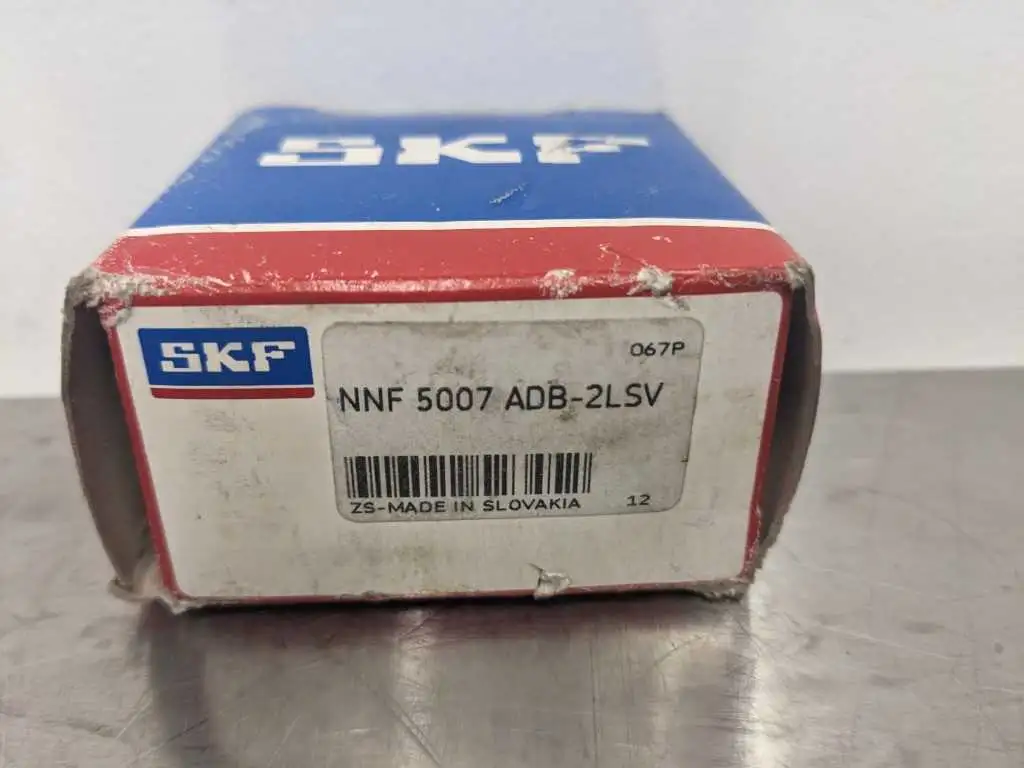 SKF
SKF
067P
NNF 5007 ADB-2LSV
ZS-MADE IN SLOVAKIA 12